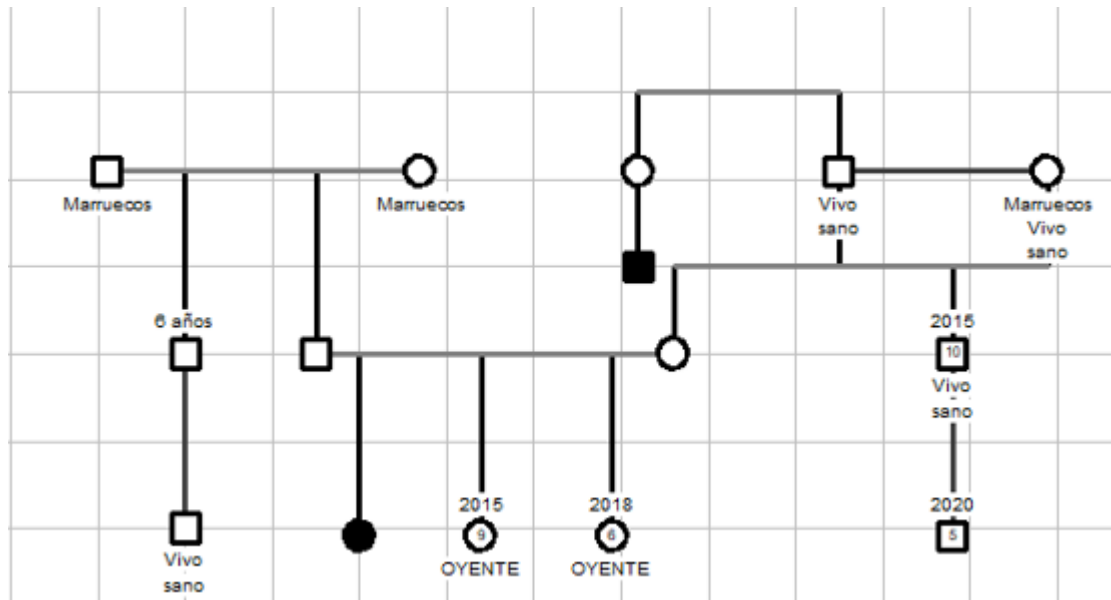 Marruecos
Marruecos
Vivo
sano
Marruecos
Vivo
sano
6 años
2015
10
Vivo
sano
2015
2018
2020
9
6
5
OYENTE
OYENTE
Vivo
sano